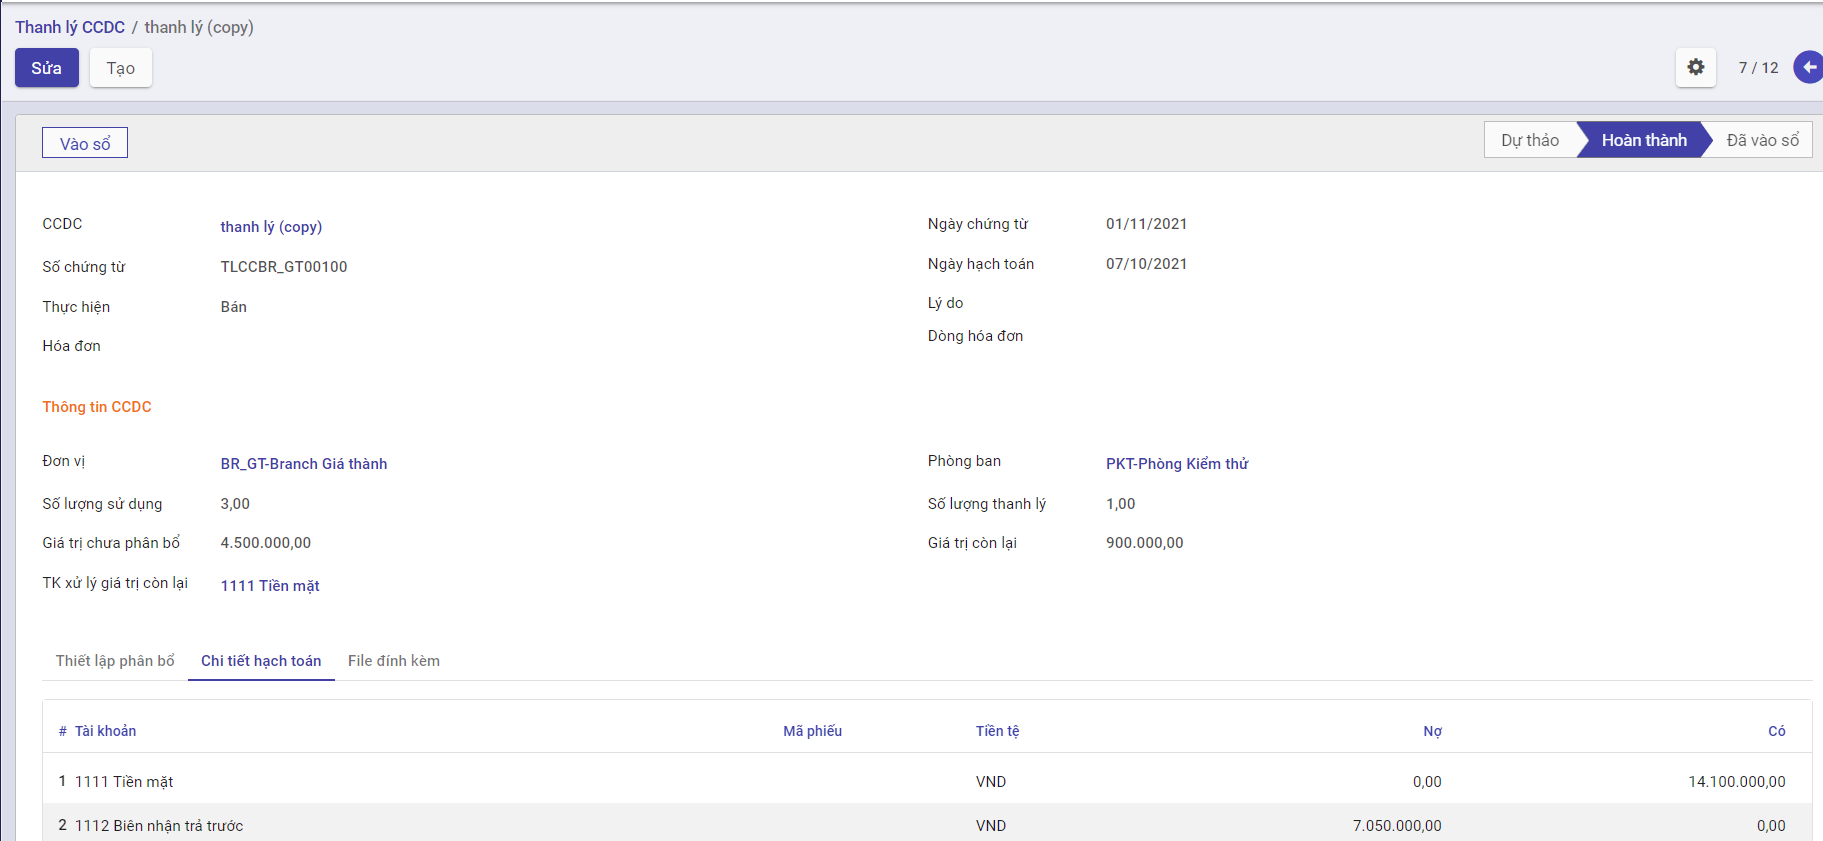 Thanh lý CCDC / thanh lý (copy)
Sửa Tạo 7 / 12
Vào sổ Dự thảo Hoàn thành Đã vào sổ
CCDC thanh lý (copy) Ngày chứng từ 01/11/2021
Số chứng từ TLCCBR_GT00100 Ngày hạch toán 07/10/2021
Thực hiện Bán Lý do
Hóa đơn Dòng hóa đơn
Thông tin CCDC
Đơn vị BR_GT-Branch Giá thành Phòng ban PKT-Phòng Kiểm thử
Số lượng sử dụng 3,00 Số lượng thanh lý 1,00
Giá trị chưa phân bổ 4.500.000,00 Giá trị còn lại 900.000,00
TK xử lý giá trị còn lại 1111 Tiền mặt
Thiết lập phân bổ Chi tiết hạch toán File đính kèm
# Tài khoản Mã phiếu Tiền tệ Nợ Có
1 1111 Tiền mặt VND 0,00 14.100.000,00
2 1112 Biên nhận trả trước VND 7.050.000,00 0,00